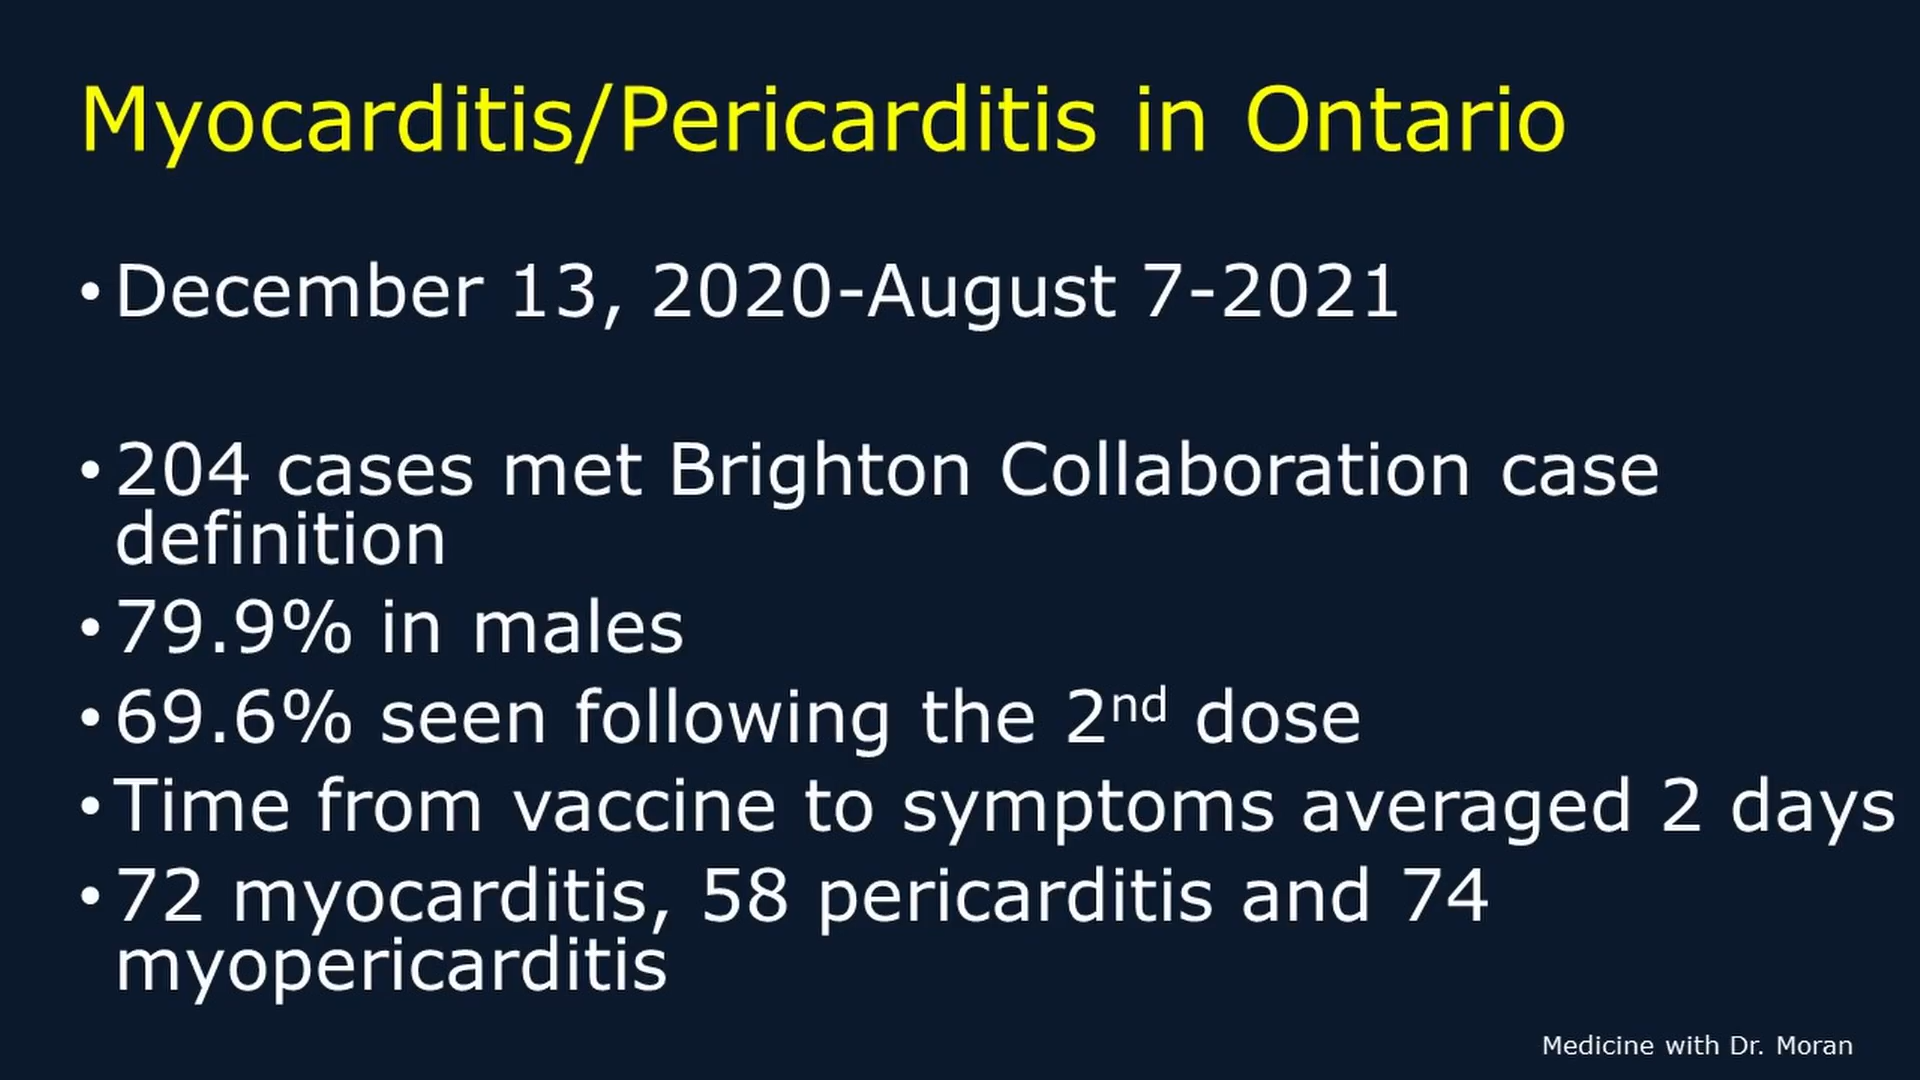 Myocarditis/Pericarditis in Ontario
• December 13, 2020-August 7-2021
• 204 cases met Brighton Collaboration case
definition
• 79.9% in males
• 69.6% seen following the 2nd dose
• Time from vaccine to symptoms averaged 2 days
• 72 myocarditis, 58 pericarditis and 74
myopericarditis
Medicine with Dr. Moran